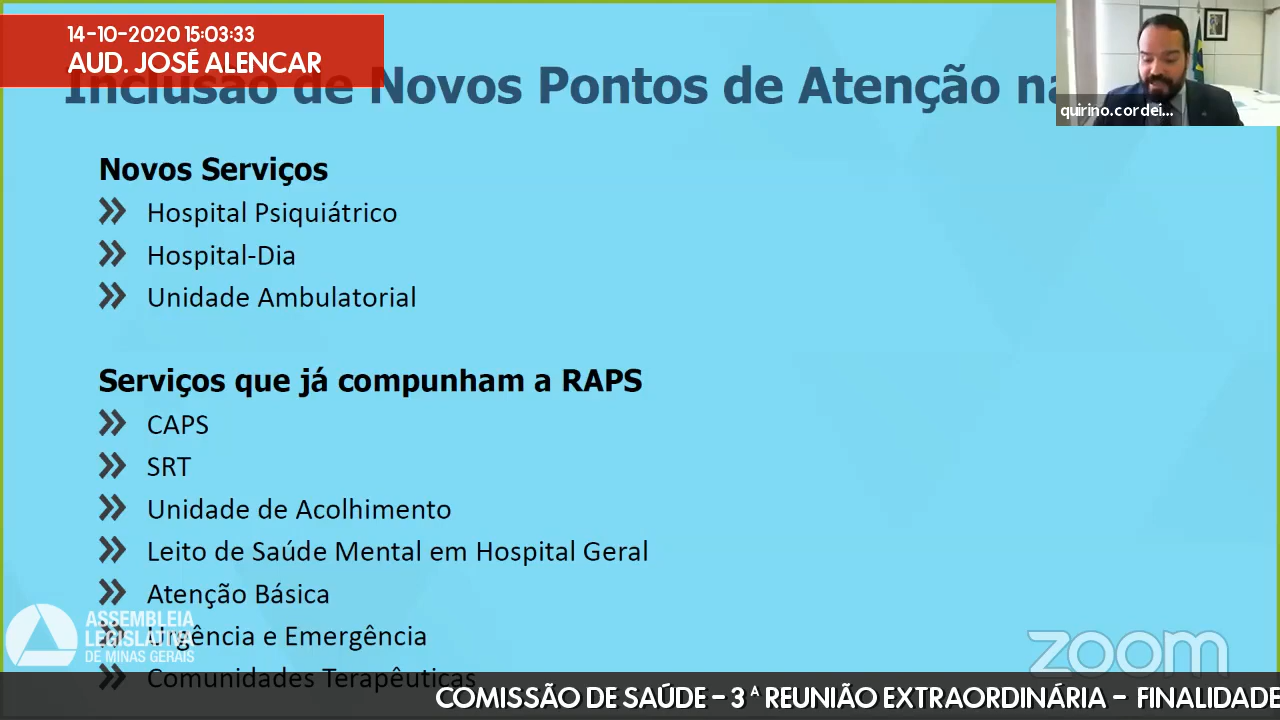 14-10-2020 15:03:33
AUD. JOSÉ ALENCAR
Inclusão de Novos Pontos de Atenção na
quirino.cordei...
Novos Serviços
Hospital Psiquiátrico
Hospital-Dia
Unidade Ambulatorial
Serviços que já compunham a RAPS
CAPS
SRT
Unidade de Acolhimento
Leito de Saúde Mental em Hospital Geral
Atenção Básica
Urgência e Emergência
Comunidades Terapêuticas
ASSEMBLEIA
LEGISLATIVA
DE MINAS GERAIS
zoom
COMISSÃO DE SAÚDE - 3ª REUNIÃO EXTRAORDINÁRIA - FINALIDADE